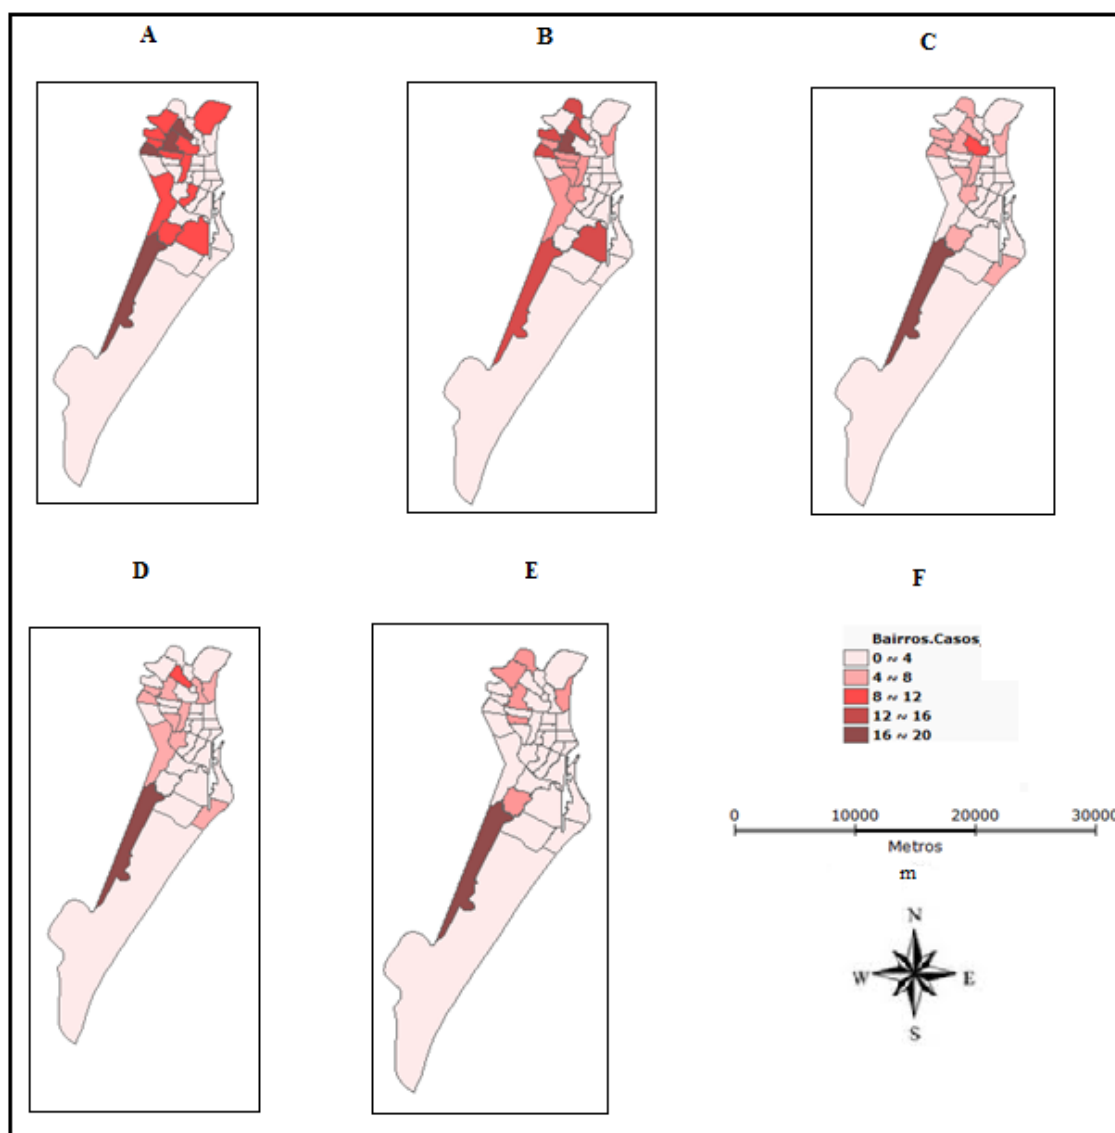 A
B
C
D
E
F
Bairros.Casos
0 ~ 4
4 ~ 8
8 ~ 12
12 ~ 16
16 ~ 20
0 10000 20000 30000
Metros
m
N
W E
S